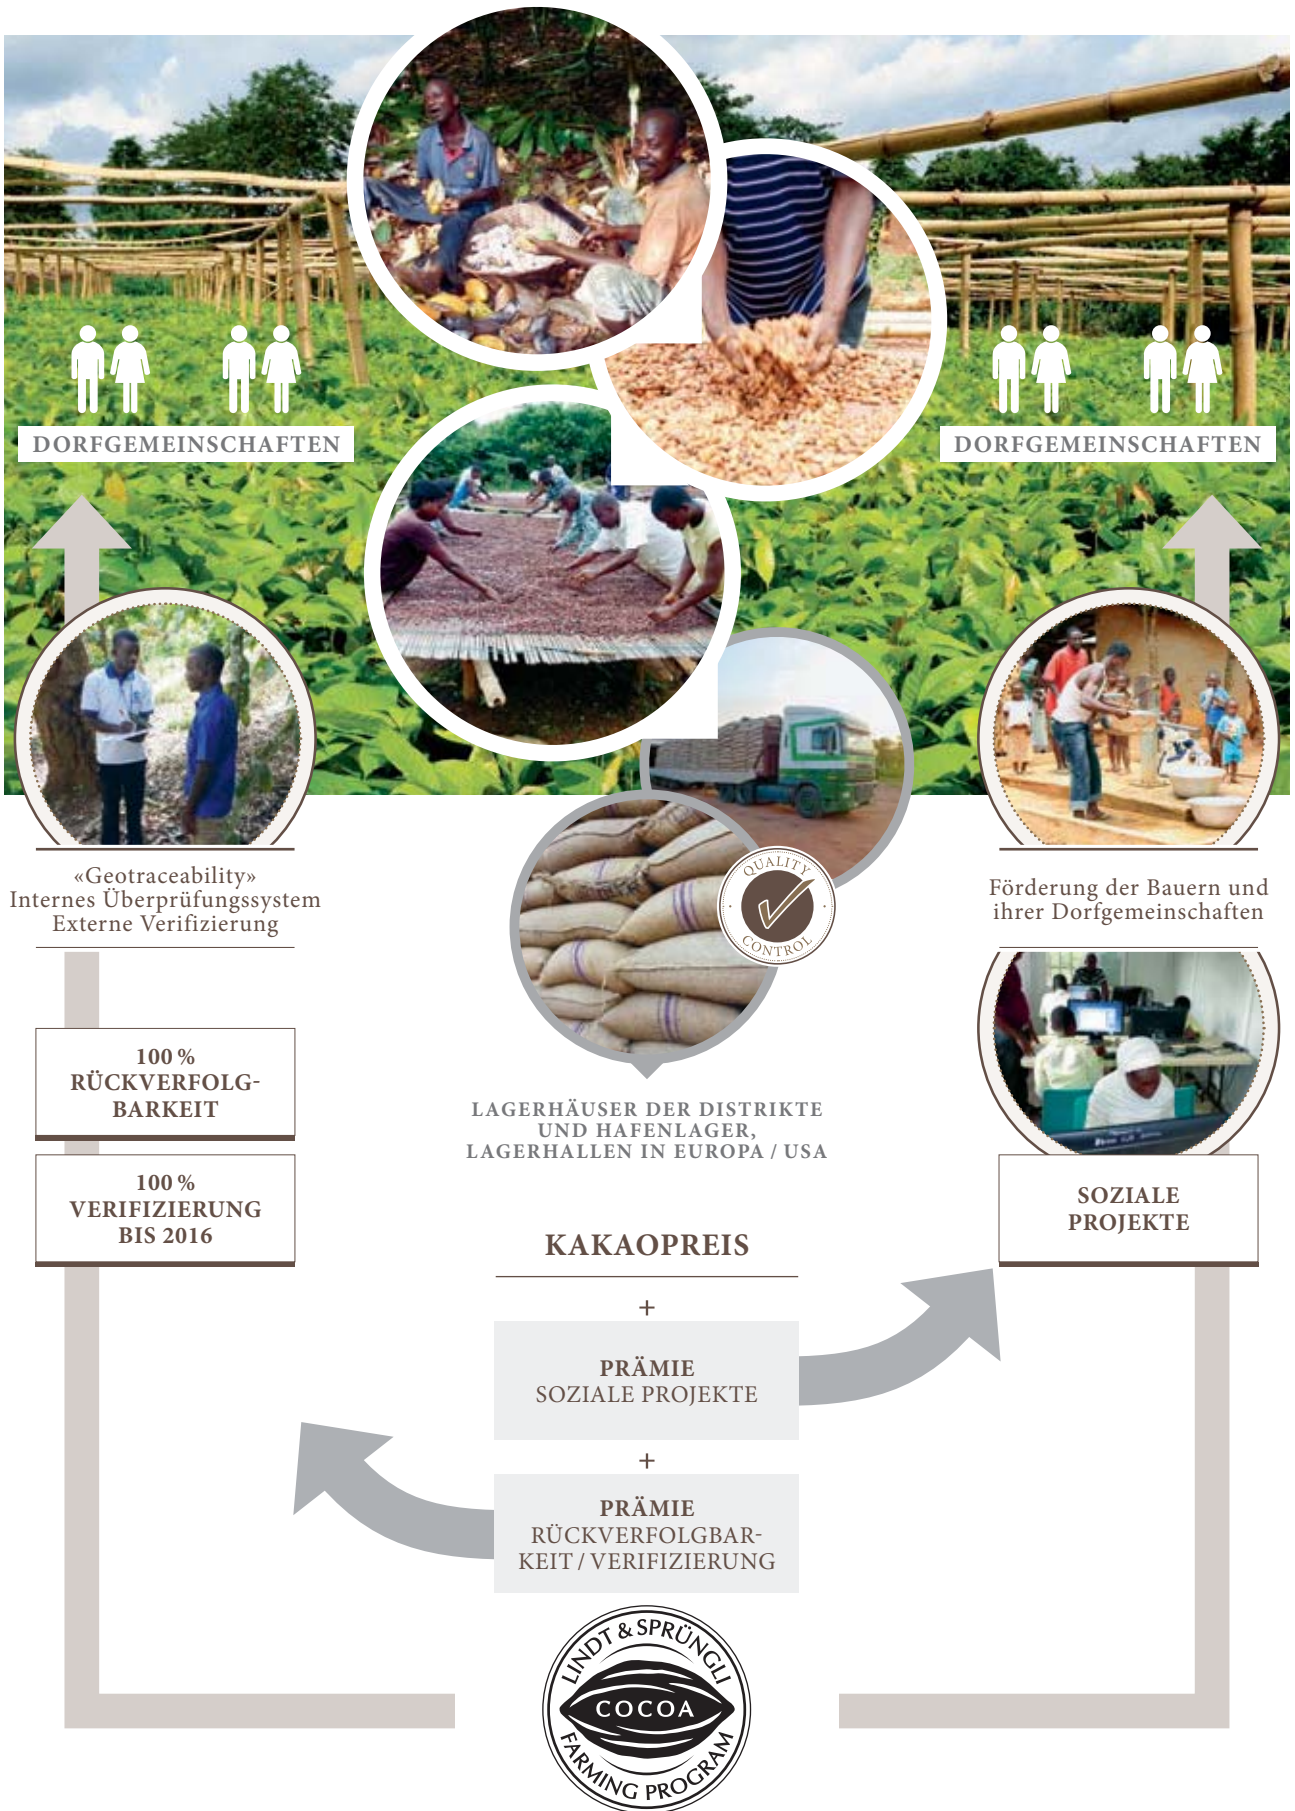 DORFGEMEINSCHAFTEN
DORFGEMEINSCHAFTEN
«Geotraceability»
Internes Überprüfungssystem
Externe Verifizierung
100 %
RÜCKVERFOLG-
BARKEIT
100 %
VERIFIZIERUNG
BIS 2016
QUALITY
CONTROL
LAGERHÄUSER DER DISTRIKTE
UND HAFENLAGER,
LAGERHALLEN IN EUROPA / USA
Förderung der Bauern und
ihrer Dorfgemeinschaften
SOZIALE
PROJEKTE
KAKAOPREIS
+
PRÄMIE
SOZIALE PROJEKTE
+
PRÄMIE
RÜCKVERFOLGBAR-
KEIT / VERIFIZIERUNG
LINDT & SPRÜNGLI
COCOA
FARMING PROGRAM